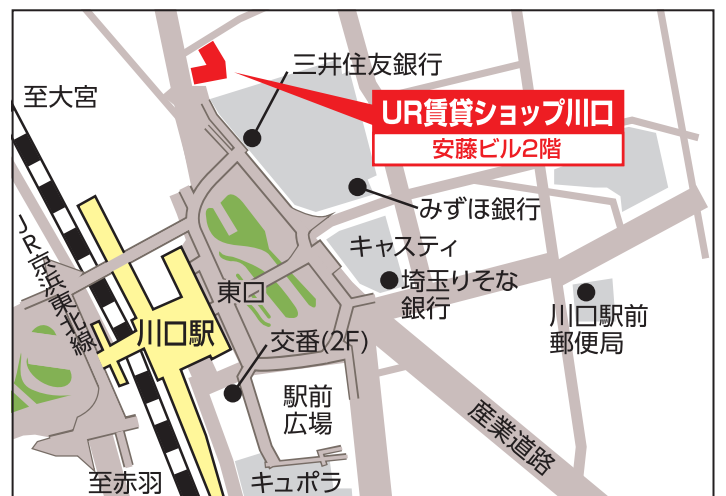 三井住友銀行
至大宮
UR賃貸ショップ川口
安藤ビル2階
みずほ銀行
キャスティ
JR京浜東北線
東口
埼玉りそな
銀行
川口駅前
郵便局
川口駅
交番(2F)
駅前
広場
産業道路
至赤羽
キュポラ